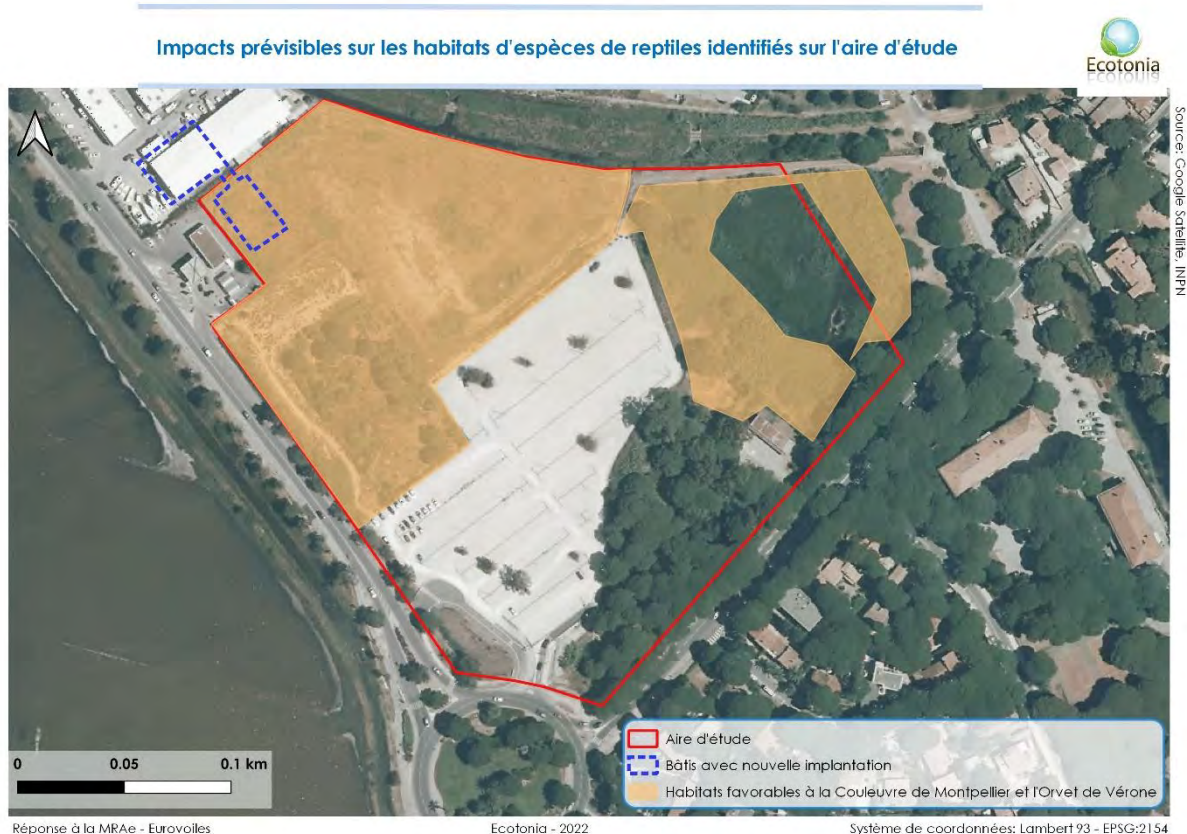 Impacts prévisibles sur les habitats d'espèces de reptiles identifiés sur l'aire d'étude
Ecotonia
Source: Google Satellite, INPN
0 0.05 0.1 km
Aire d'étude
Bâtis avec nouvelle implantation
Habitats favorables à la Couleuvre de Montpellier et l'Orvet de Vérone
Réponse à la MRAe - Eurovoiles
Ecotonia - 2022
Système de coordonnées: Lambert 93 - EPSG:2154